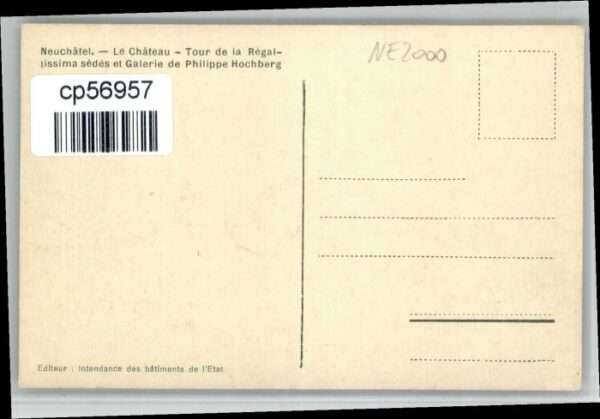 Neuchâtel. — Le Château - Tour de la Régal-
lissima sédés et Galerie de Philippe Hochberg
NE2000
cp56957
Editeur : Intendance des bâtiments de l'Etat